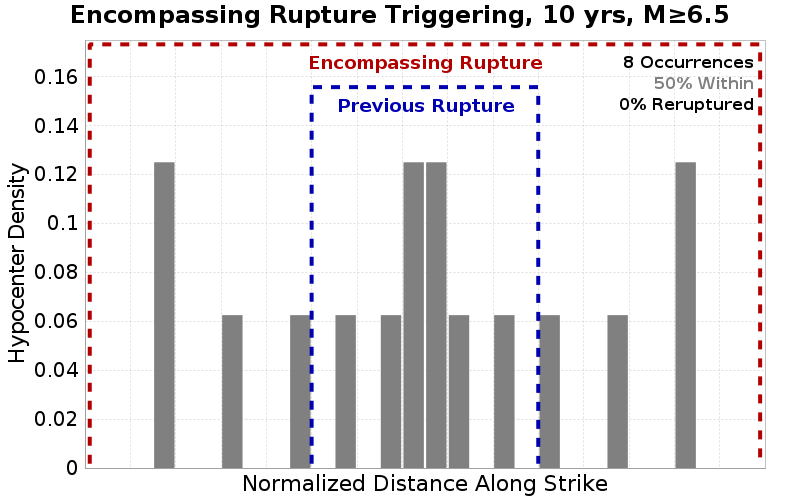 Encompassing Rupture Triggering, 10 yrs, M≥6.5
Encompassing Rupture
8 Occurrences
50% Within
0% Reruptured
Previous Rupture
Hypocenter Density
0.16
0.14
0.12
0.1
0.08
0.06
0.04
0.02
0
Normalized Distance Along Strike